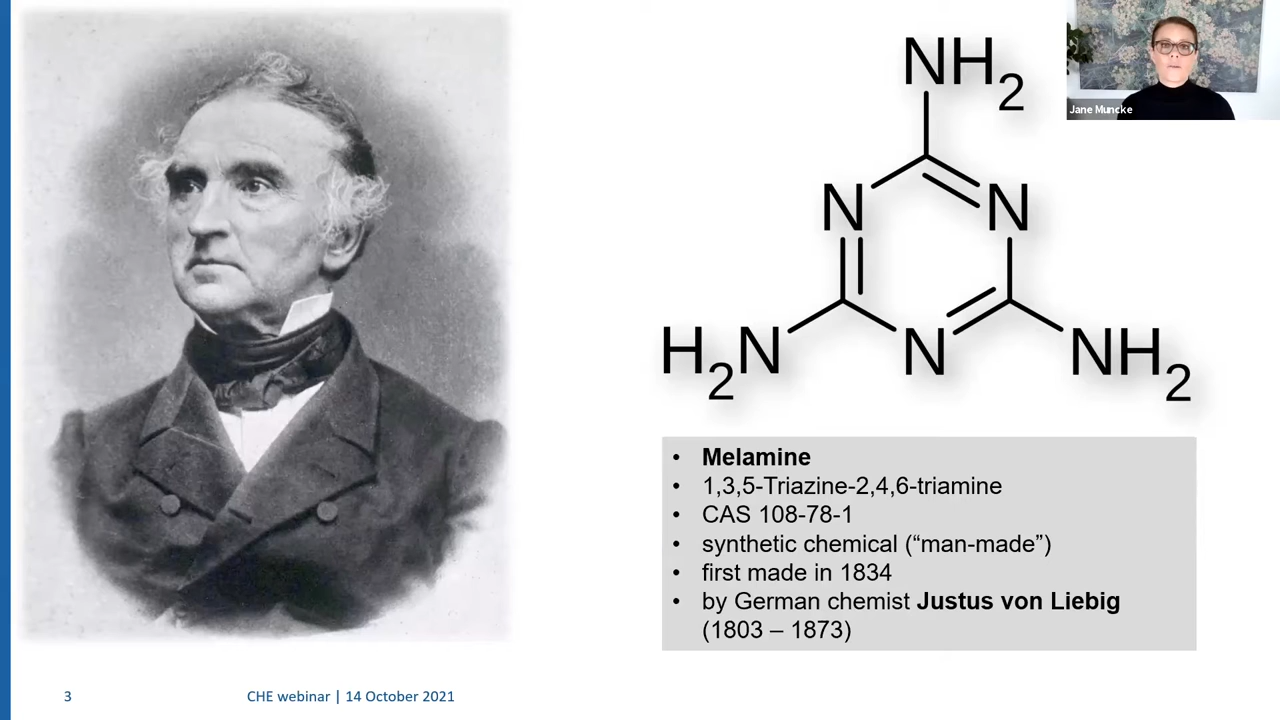 NH2
N
N
H2N
N
NH2
Jane Muncke
• Melamine
• 1,3,5-Triazine-2,4,6-triamine
• CAS 108-78-1
• synthetic chemical (“man-made”)
• first made in 1834
• by German chemist Justus von Liebig
(1803 – 1873)
3
CHE webinar | 14 October 2021